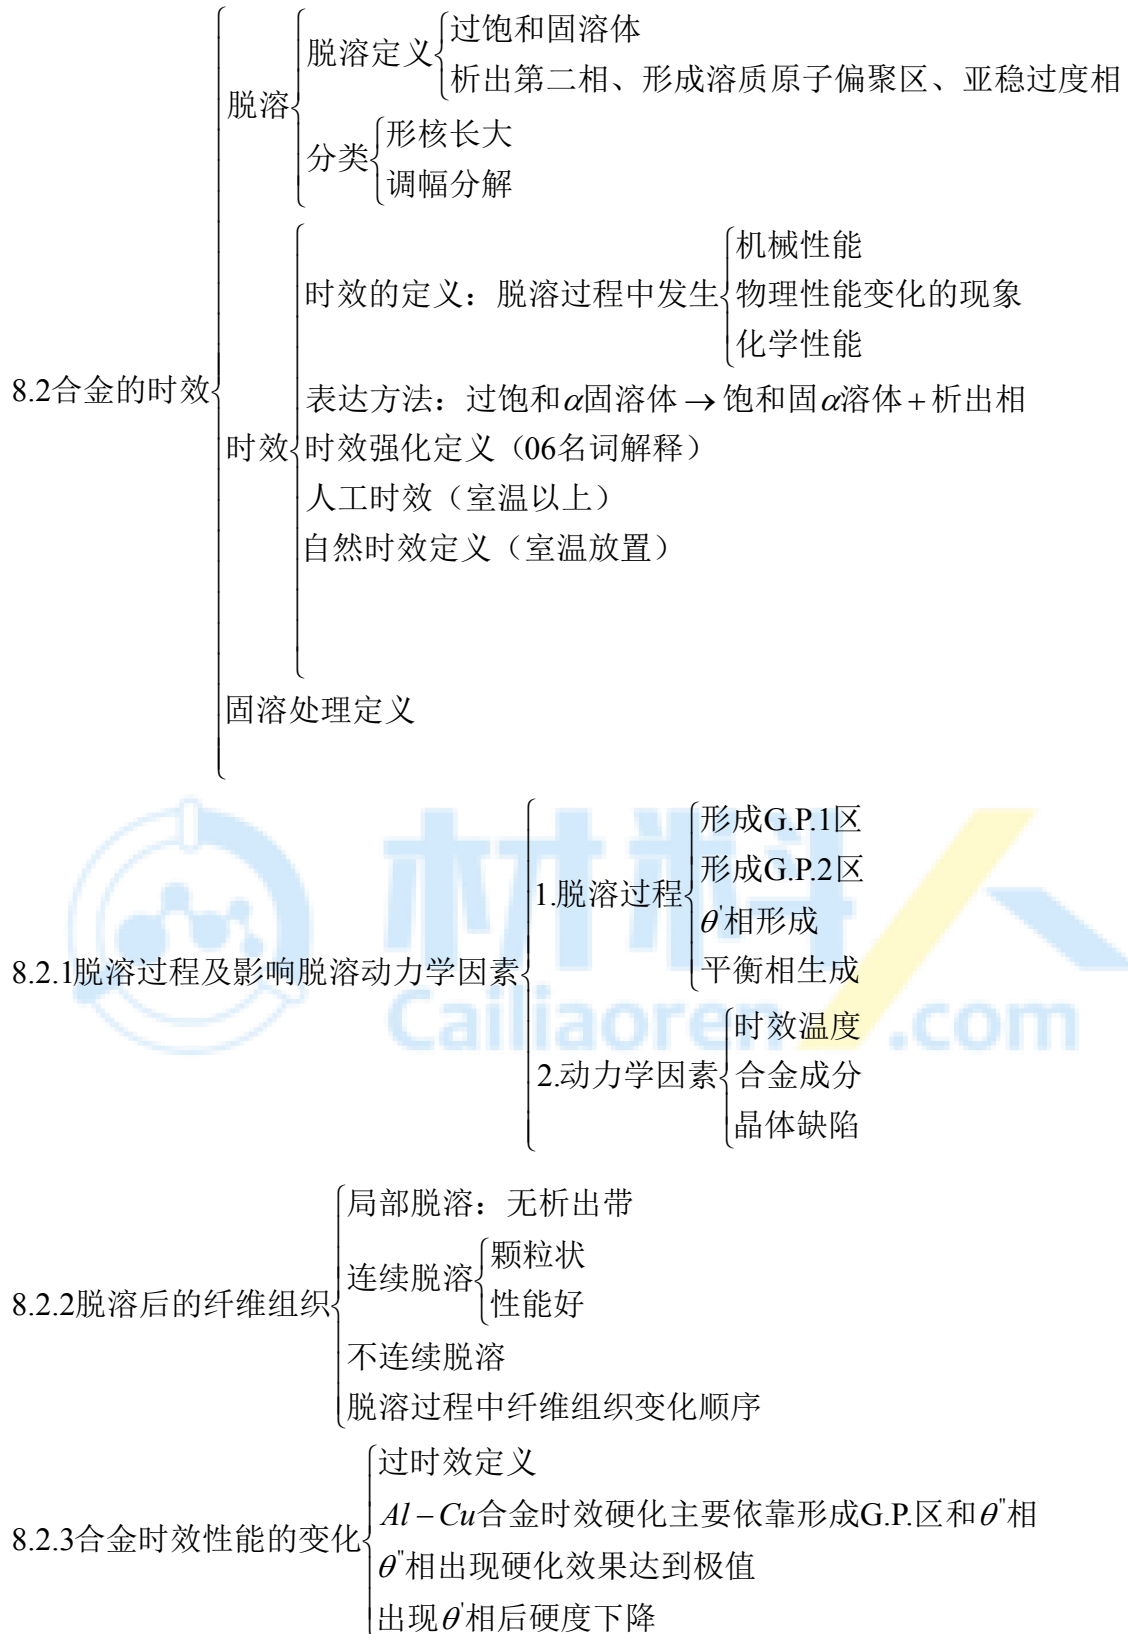 8.2合金的时效
脱溶
脱溶定义
过饱和固溶体
析出第二相、形成溶质原子偏聚区、亚稳过度相
分类
形核长大
调幅分解
时效
时效的定义：脱溶过程中发生
机械性能
物理性能变化的现象
化学性能
表达方法：过饱和α固溶体→饱和固α溶体+析出相
时效强化定义（06名词解释）
人工时效（室温以上）
自然时效定义（室温放置）
固溶处理定义
8.2.1脱溶过程及影响脱溶动力学因素
1.脱溶过程
形成G.P.1区
形成G.P.2区
θ'相形成
平衡相生成
2.动力学因素
时效温度
合金成分
晶体缺陷
8.2.2脱溶后的纤维组织
局部脱溶：无析出带
连续脱溶
颗粒状
性能好
不连续脱溶
脱溶过程中纤维组织变化顺序
8.2.3合金时效性能的变化
过时效定义
Al-Cu合金时效硬化主要依靠形成G.P.区和θ"相
θ"相出现硬化效果达到极值
出现θ'相后硬度下降
材料人
Cailiaoren.com